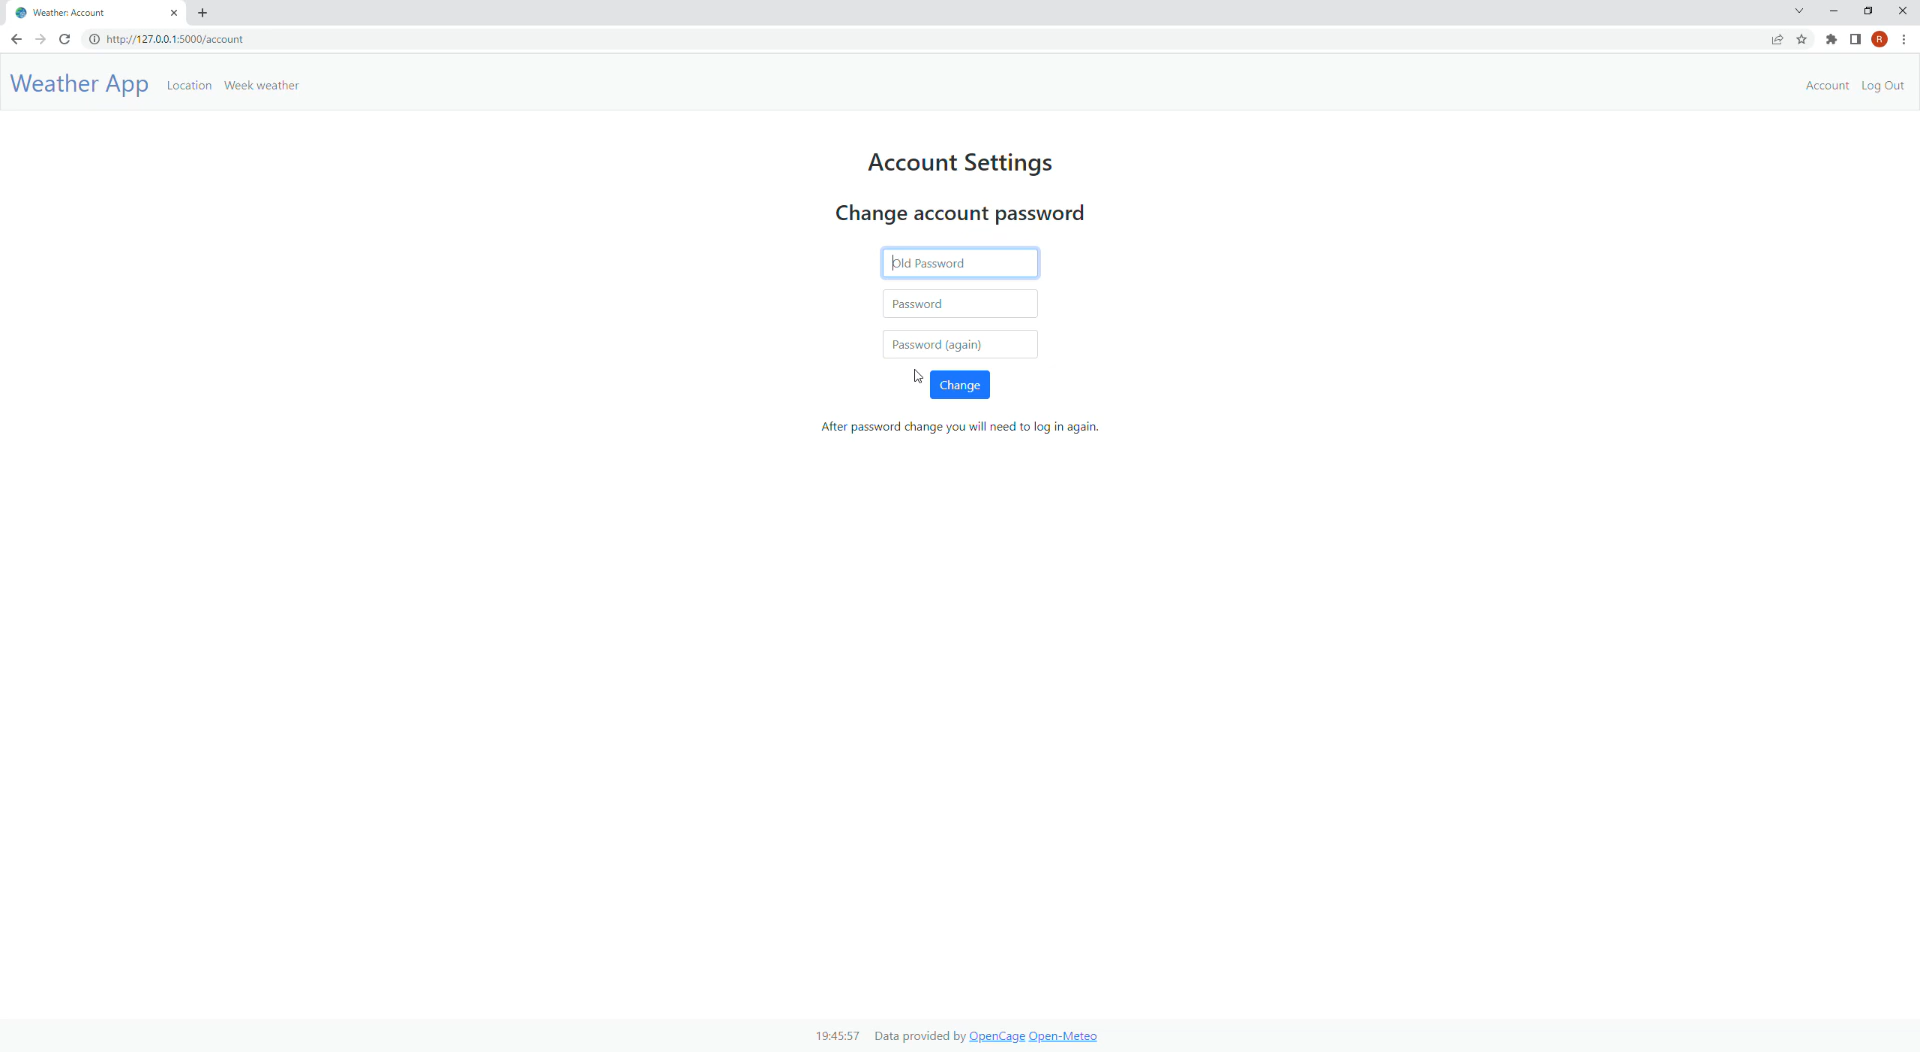 Weather: Account
http://127.0.0.1:5000/account
R
Weather App Location Week weather Account Log Out
Account Settings
Change account password
Old Password
Password
Password (again)
Change
After password change you will need to log in again.
19:45:57 Data provided by OpenCage Open-Meteo